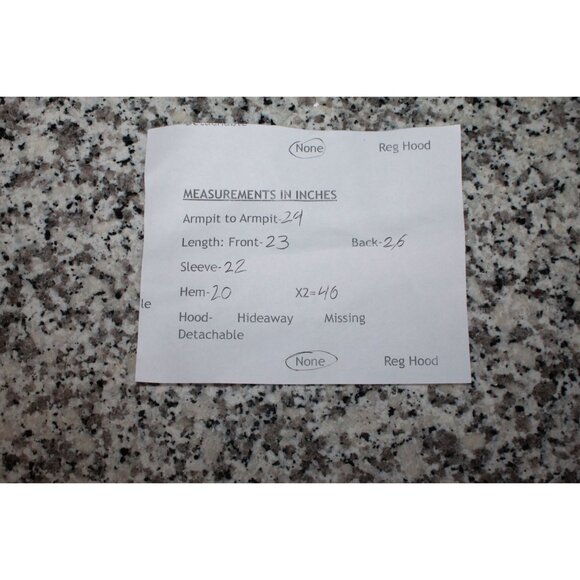 None Reg Hood
MEASUREMENTS IN INCHES
Armpit to Armpit-24
Length: Front-23 Back-26
Sleeve-22
Hem-20 X2=40
le
Hood- Hideaway Missing
Detachable
None Reg Hood